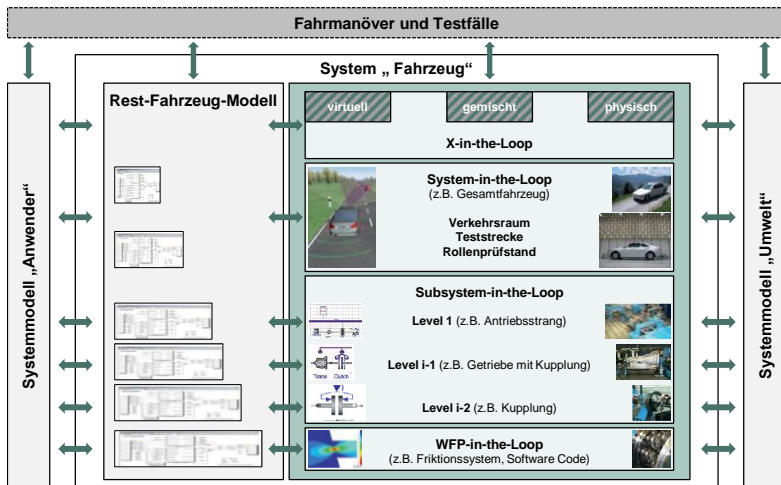 Fahrmanöver und Testfälle
System „ Fahrzeug“
Systemmodell „Anwender“
Rest-Fahrzeug-Modell
virtuell
gemischt
physisch
X-in-the-Loop
System-in-the-Loop
(z.B. Gesamtfahrzeug)
Verkehrsraum
Teststrecke
Rollenprüfstand
Subsystem-in-the-Loop
Level 1 (z.B. Antriebsstrang)
Level i-1 (z.B. Getriebe mit Kupplung)
Trans Clutch
Level i-2 (z.B. Kupplung)
WFP-in-the-Loop
(z.B. Friktionssystem, Software Code)
Systemmodell „Umwelt“